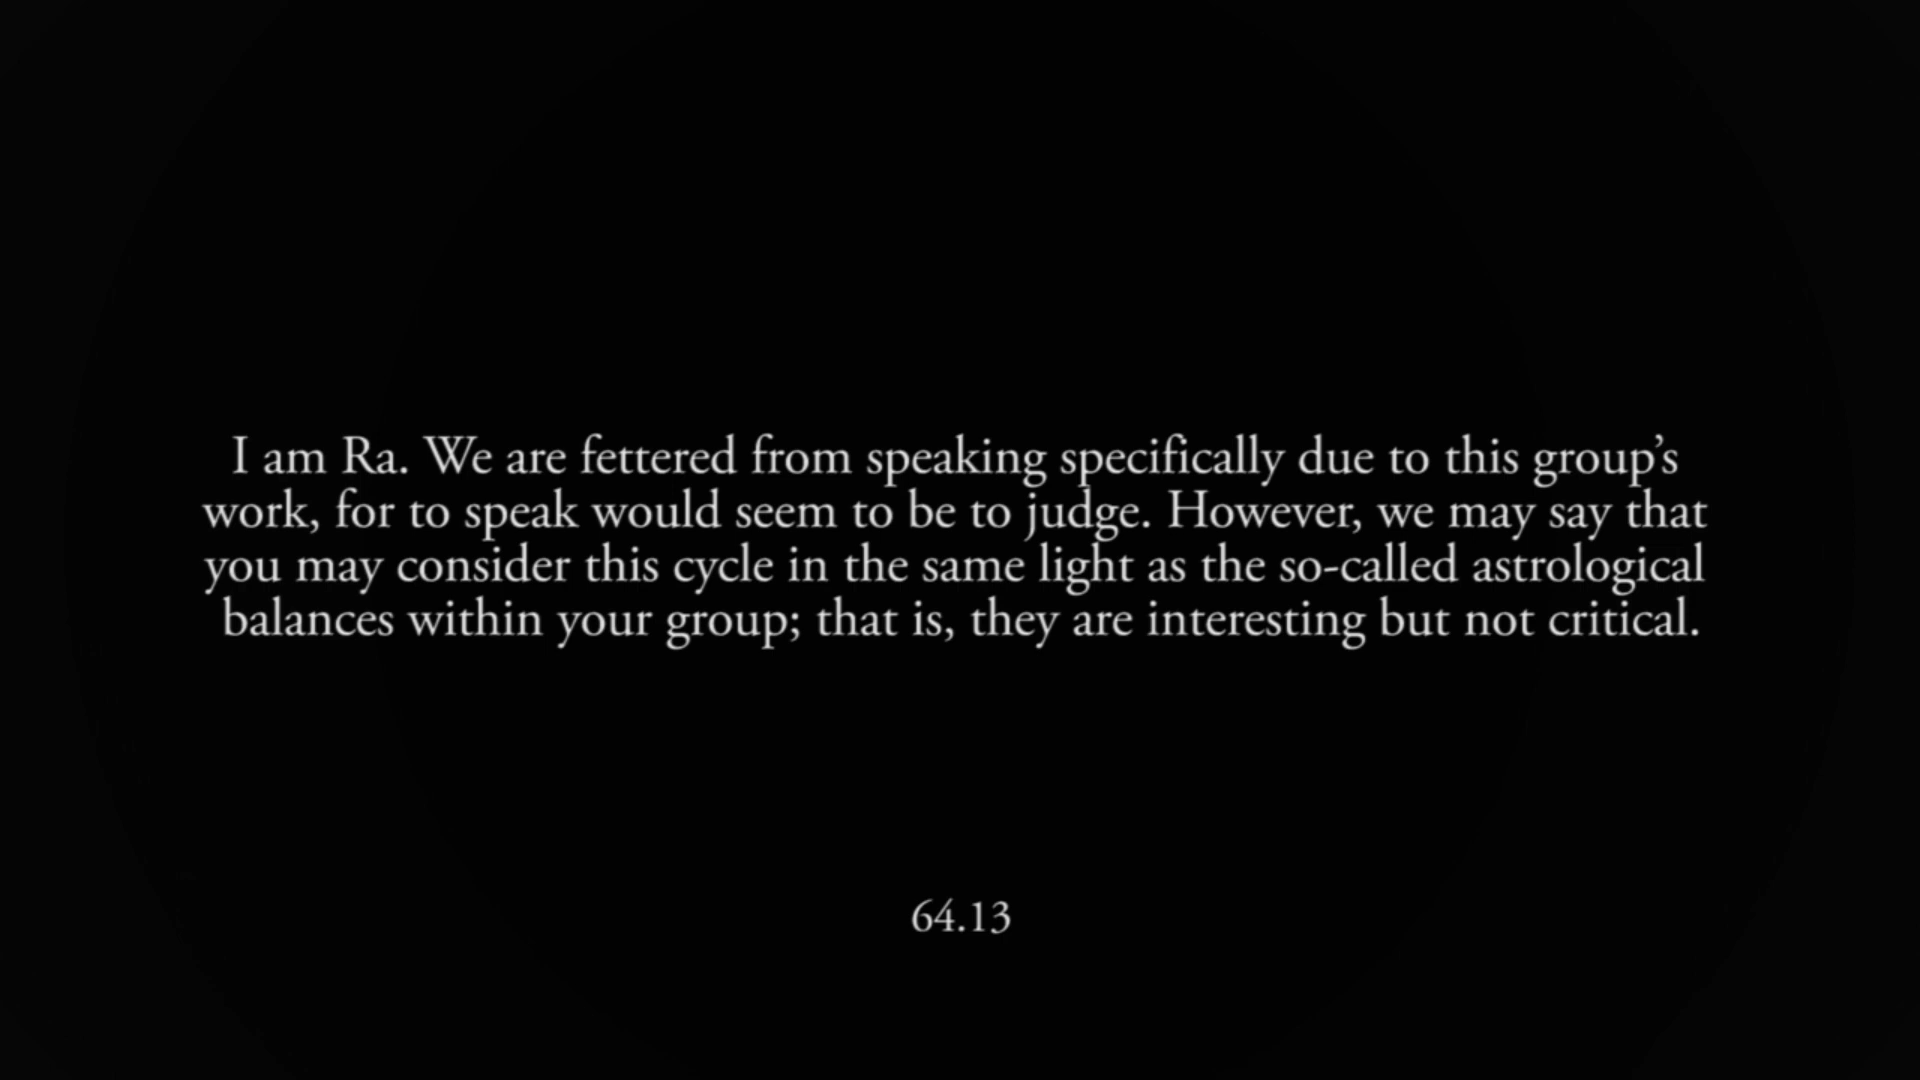 I am Ra. We are fettered from speaking specifically due to this group’s
work, for to speak would seem to be to judge. However, we may say that
you may consider this cycle in the same light as the so-called astrological
balances within your group; that is, they are interesting but not critical.
64.13